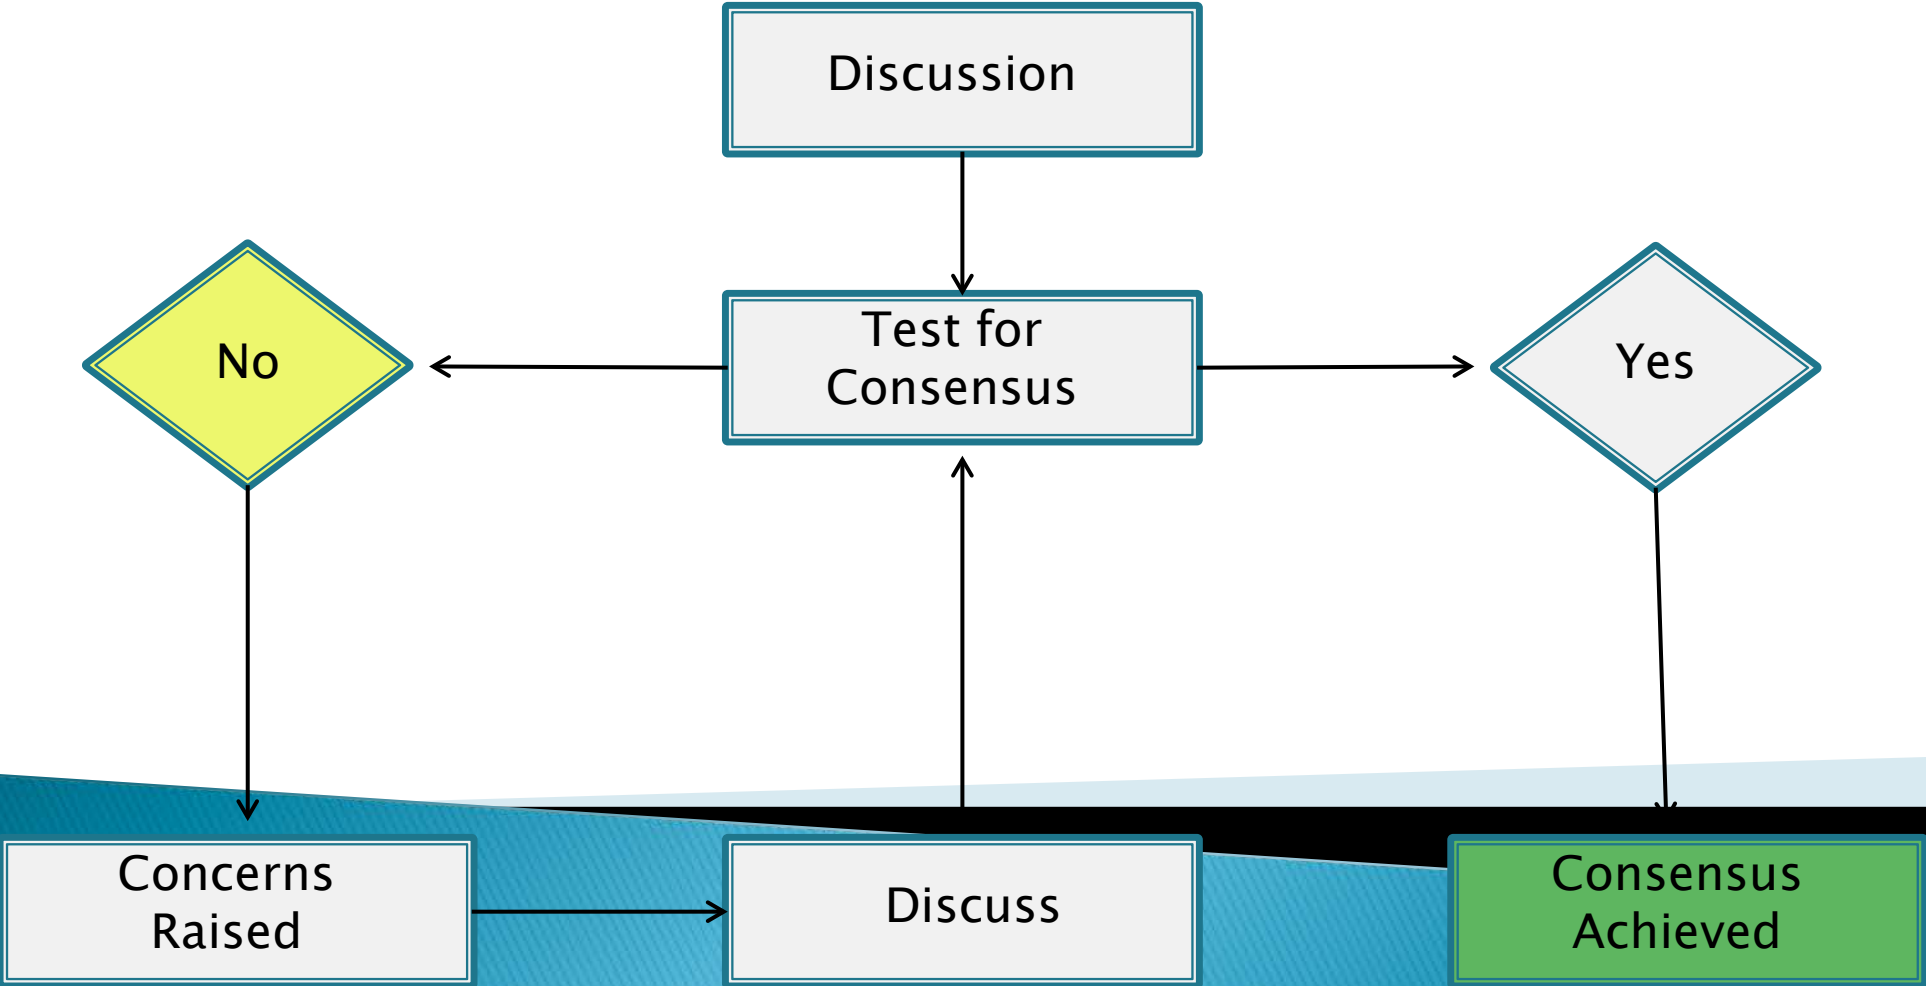 Discussion
No
Test for
Consensus
Yes
Concerns
Raised
Discuss
Consensus
Achieved